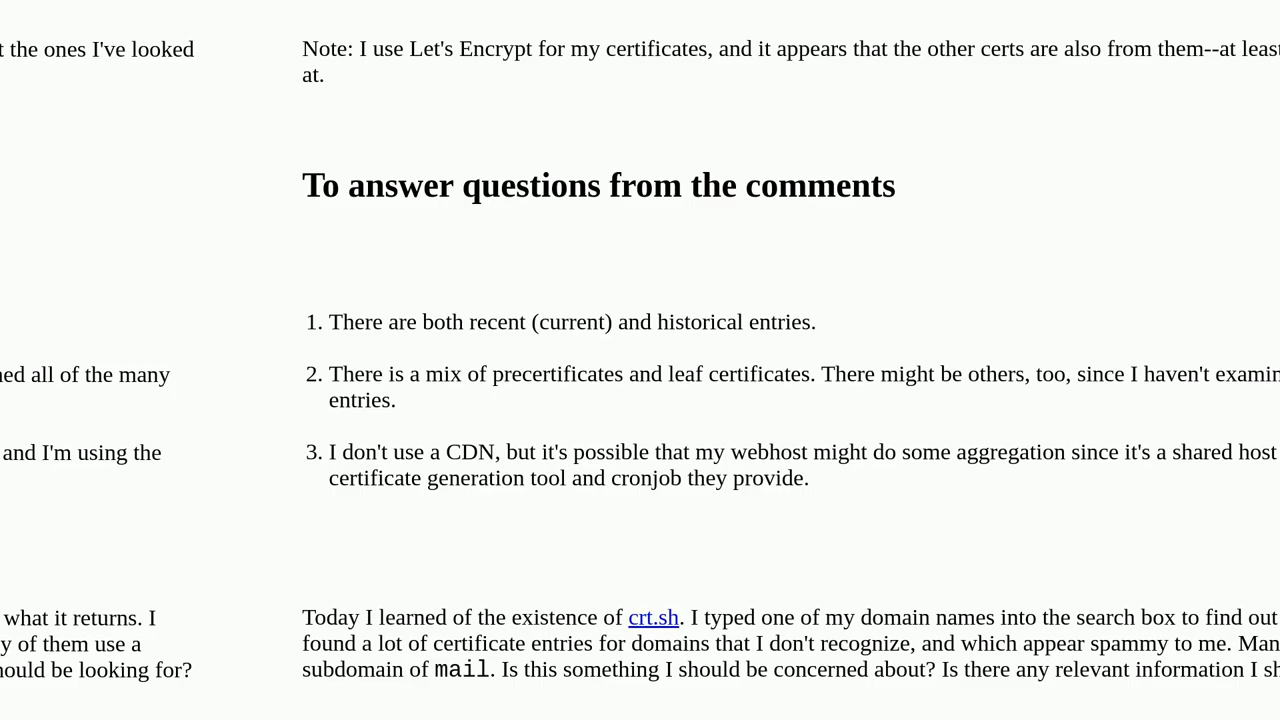 t the ones I've looked
ned all of the many
and I'm using the
what it returns. I
y of them use a
hould be looking for?
Note: I use Let's Encrypt for my certificates, and it appears that the other certs are also from them--at least
at.
To answer questions from the comments
1. There are both recent (current) and historical entries.
2. There is a mix of precertificates and leaf certificates. There might be others, too, since I haven't examin
entries.
3. I don't use a CDN, but it's possible that my webhost might do some aggregation since it's a shared host
certificate generation tool and cronjob they provide.
Today I learned of the existence of crt.sh. I typed one of my domain names into the search box to find out
found a lot of certificate entries for domains that I don't recognize, and which appear spammy to me. Man
subdomain of mail. Is this something I should be concerned about? Is there any relevant information I sh